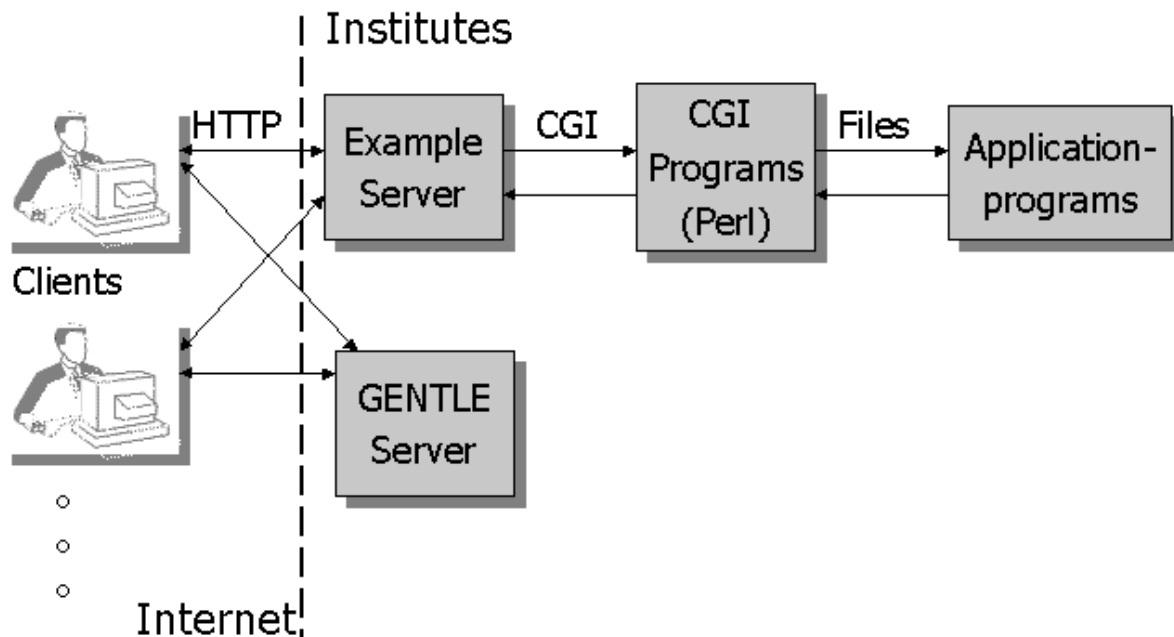 Institutes
HTTP
Example
Server
CGI
CGI
Programs
(Perl)
Files
Application-
programs
Clients
GENTLE
Server
Internet